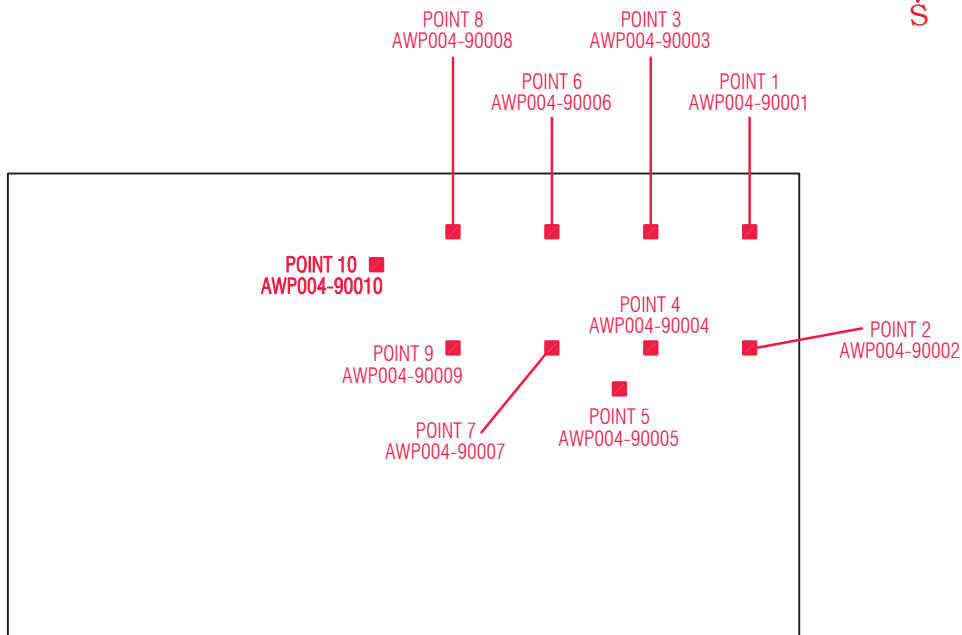 Š
POINT 8
AWP004-90008
POINT 3
AWP004-90003
POINT 6
AWP004-90006
POINT 1
AWP004-90001
POINT 10
AWP004-90010
POINT 4
AWP004-90004
POINT 2
AWP004-90002
POINT 9
AWP004-90009
POINT 5
AWP004-90005
POINT 7
AWP004-90007